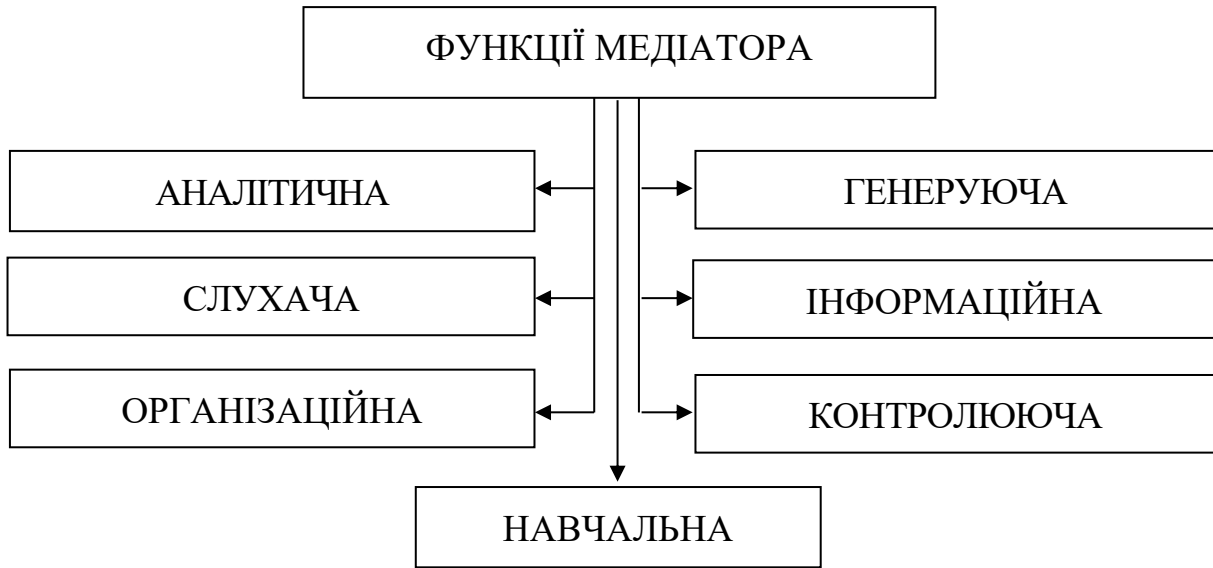 ФУНКЦІЇ МЕДІАТОРА
АНАЛІТИЧНА
ГЕНЕРУЮЧА
СЛУХАЧА
ІНФОРМАЦІЙНА
ОРГАНІЗАЦІЙНА
КОНТРОЛЮЮЧА
НАВЧАЛЬНА